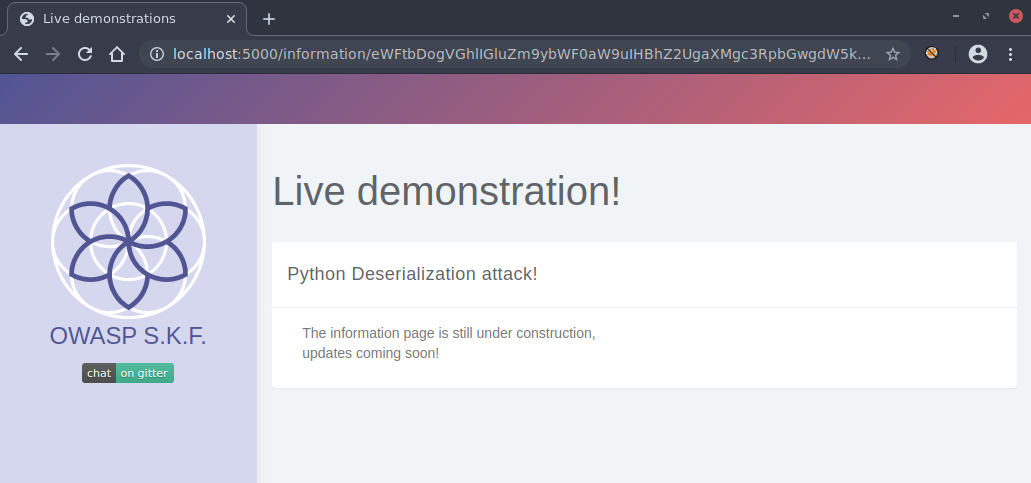 Live demonstrations
localhost:5000/information/eWFtbDogVGhlIGluZm9ybWF0aW9uIHBhZ2UgaXMgc3RpbGwgdW5k...
Live demonstration!
Python Deserialization attack!
The information page is still under construction,
updates coming soon!
OWASP S.K.F.
chat on gitter